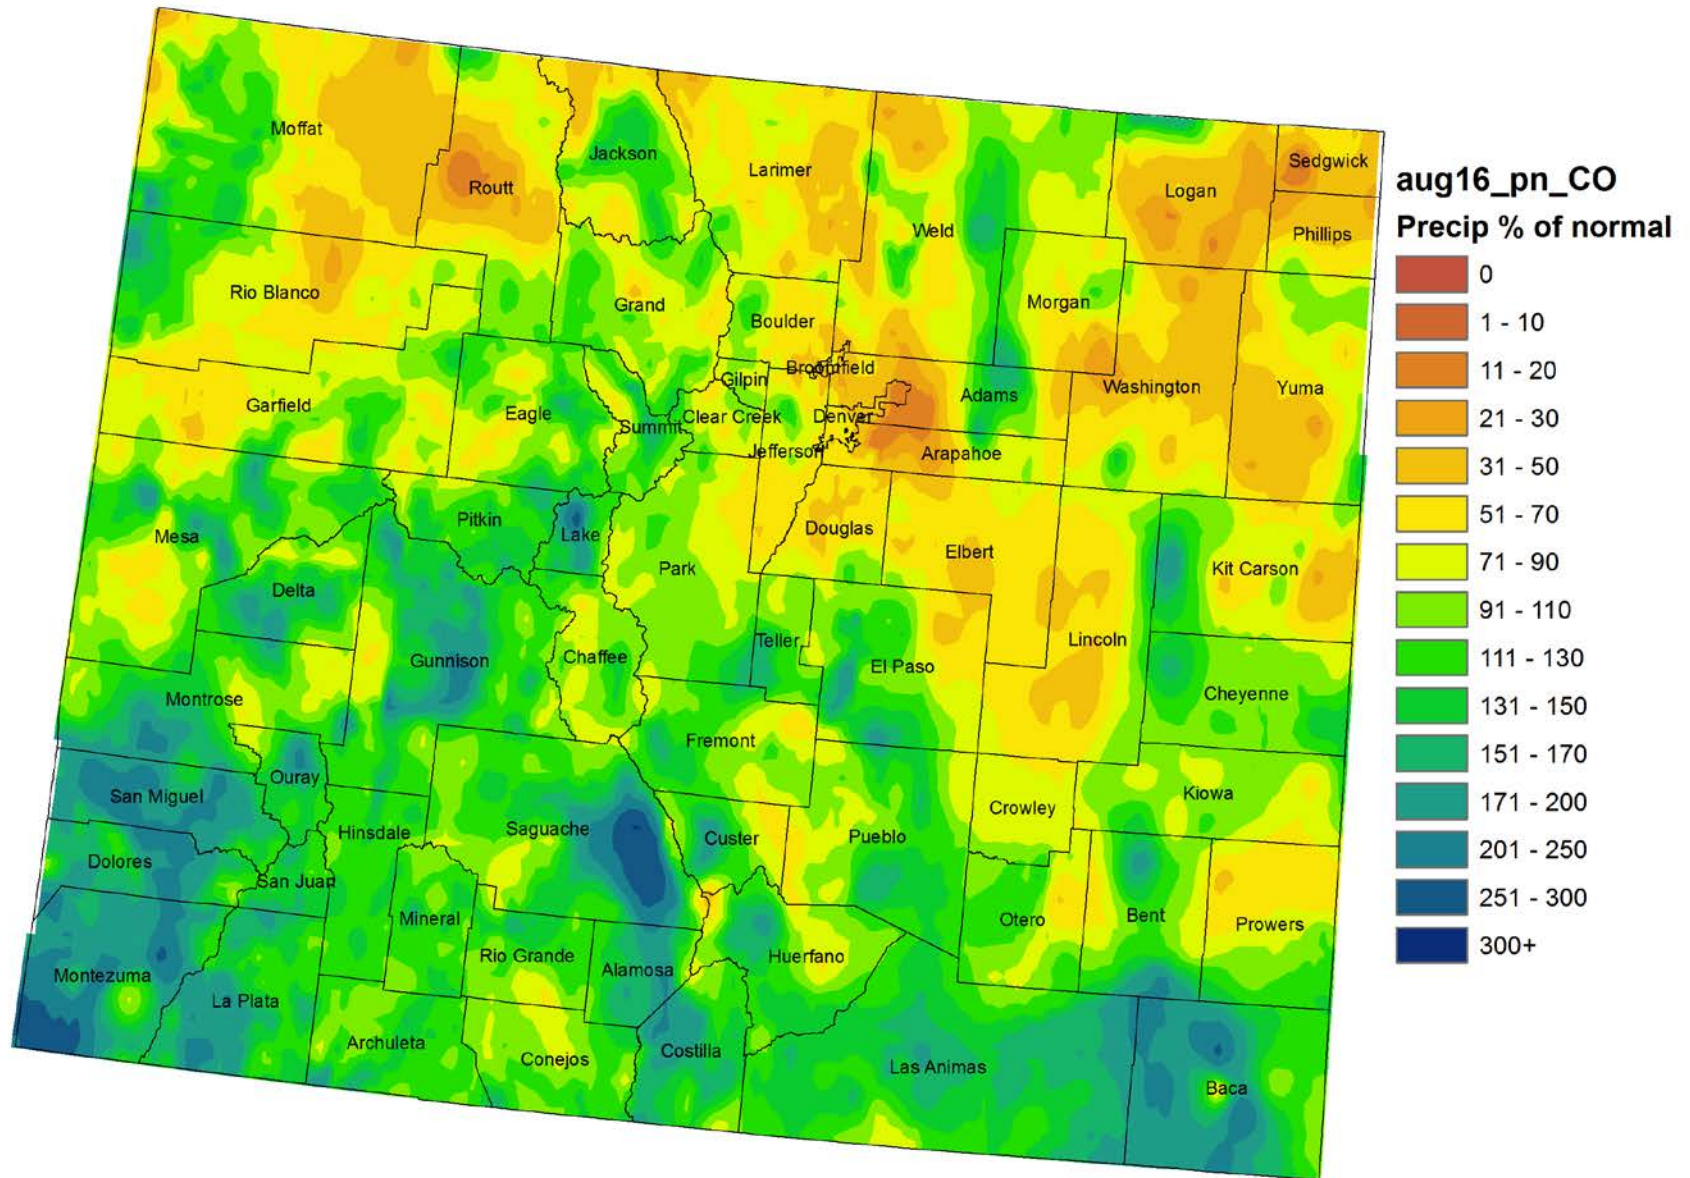 aug16_pn_CO
Precip % of normal
0
1 - 10
11 - 20
21 - 30
31 - 50
51 - 70
71 - 90
91 - 110
111 - 130
131 - 150
151 - 170
171 - 200
201 - 250
251 - 300
300+
Moffat
Routt
Jackson
Larimer
Weld
Logan
Sedgwick
Phillips
Rio Blanco
Grand
Boulder
Morgan
Broomfield
Gilpin
Washington
Yuma
Garfield
Eagle
Summit
Clear Creek
Denver
Adams
Jefferson
Arapahoe
Mesa
Pitkin
Lake
Park
Douglas
Elbert
Kit Carson
Delta
Gunnison
Chaffee
Teller
El Paso
Lincoln
Cheyenne
Montrose
Fremont
Ouray
San Miguel
Hinsdale
Saguache
Custer
Pueblo
Crowley
Kiowa
Dolores
San Juan
Mineral
Rio Grande
Alamosa
Huerfano
Otero
Bent
Prowers
Montezuma
La Plata
Archuleta
Conejos
Costilla
Las Animas
Baca